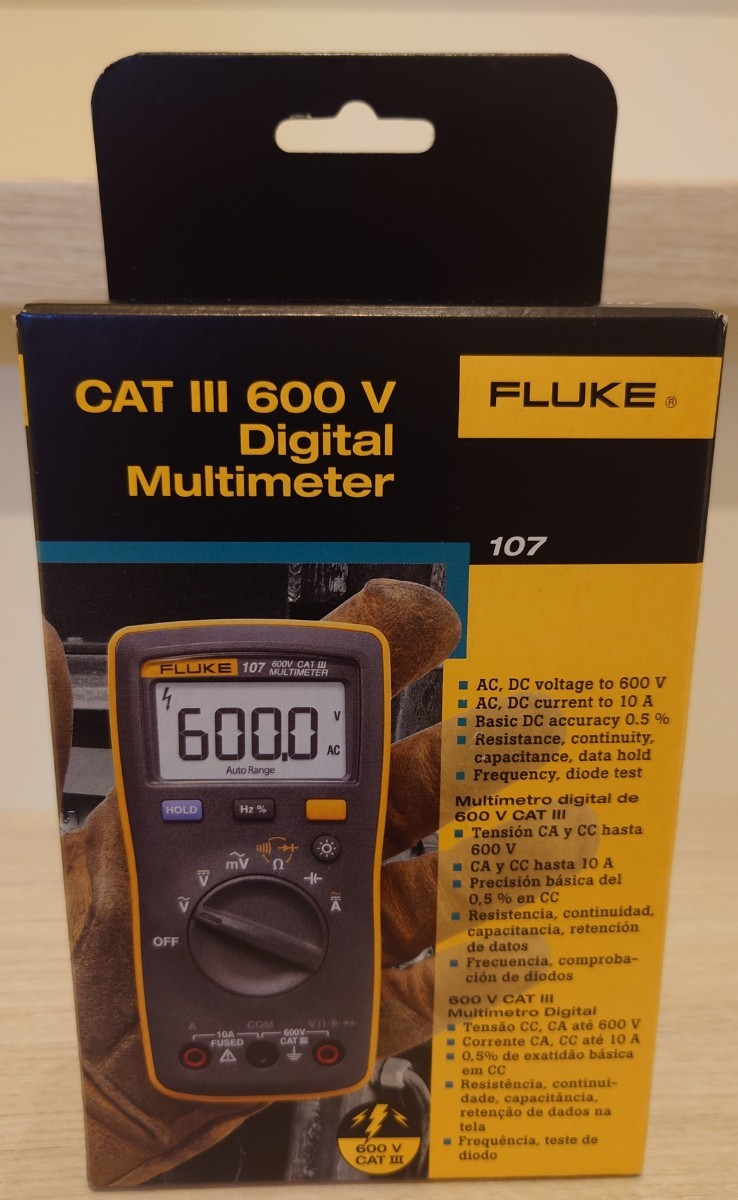 CAT III 600 V
Digital
Multimeter
FLUKE ®
107
FLUKE 107 600V CAT III
MULTIMETER
600.0 V
AC
Auto Range
HOLD
Hz %
mV
Ω
V
V
A
OFF
A
COM
VΩ
10A
FUSED
600V
CAT III
600 V
CAT III
AC, DC voltage to 600 V
AC, DC current to 10 A
Basic DC accuracy 0.5 %
Resistance, continuity,
capacitance, data hold
Frequency, diode test
Multímetro digital de
600 V CAT III
Tensión CA y CC hasta
600 V
CA y CC hasta 10 A
Precisión básica del
0,5 % en CC
Resistencia, continuidad,
capacitancia, retención
de datos
Frecuencia, comproba-
ción de diodos
600 V CAT III
Multímetro Digital
Tensão CC, CA até 600 V
Corrente CA, CC até 10 A
0,5% de exatidão básica
em CC
Resistência, continui-
dade, capacitância,
retenção de dados na
tela
Frequência, teste de
diodo